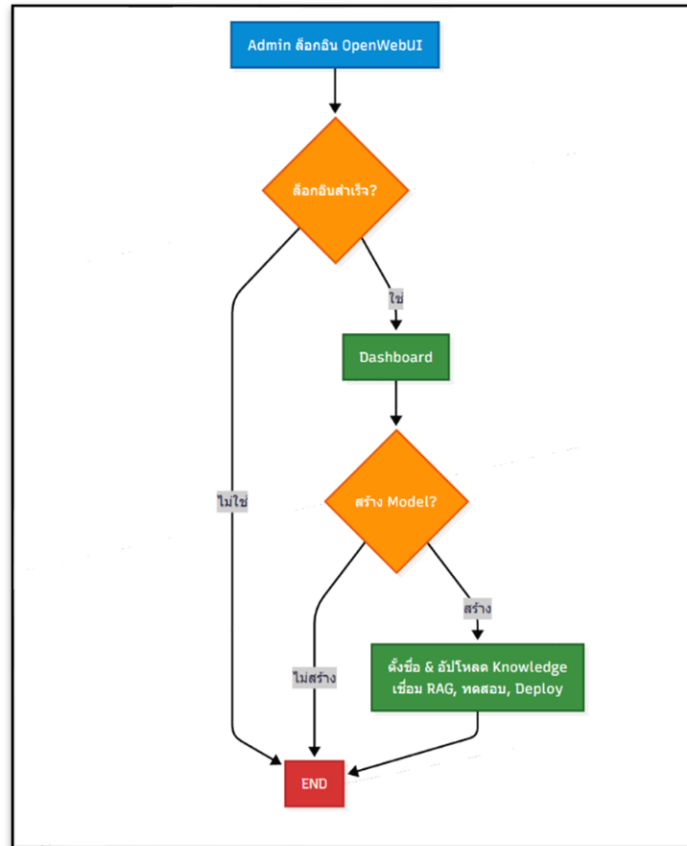 Admin ล็อกอิน OpenWebUI
ล็อกอินสำเร็จ?
ใช่
Dashboard
ไม่ใช่
สร้าง Model?
สร้าง
ไม่สร้าง
ตั้งชื่อ & อัปโหลด Knowledge
เชื่อม RAG, ทดสอบ, Deploy
END